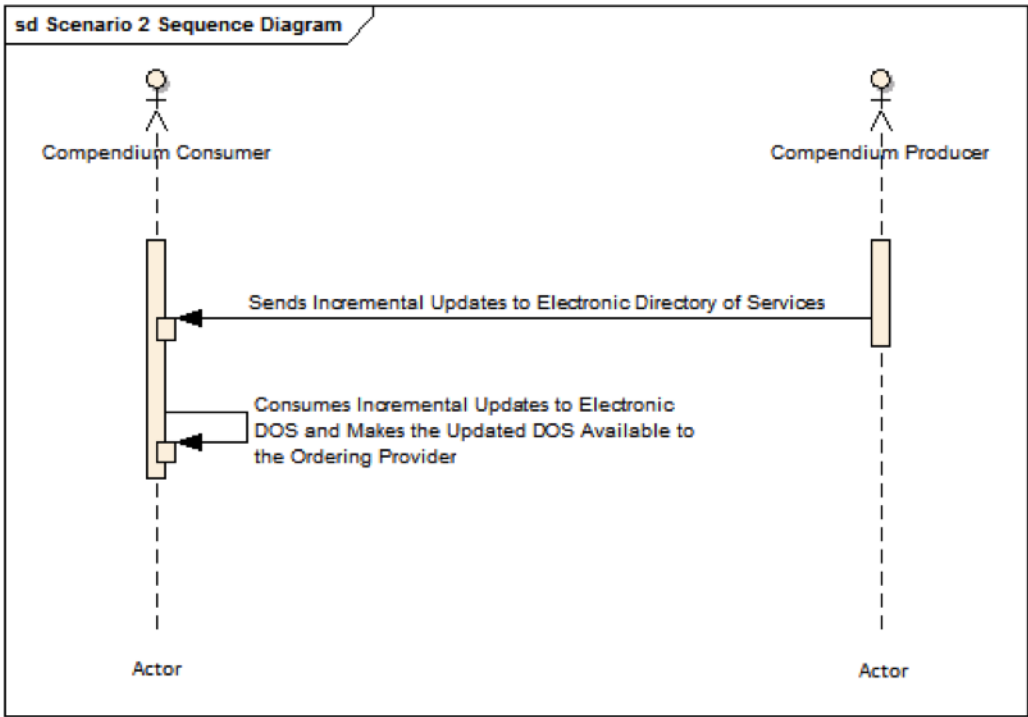 sd Scenario 2 Sequence Diagram
Compendium Consumer
Compendium Producer
Sends Incremental Updates to Electronic Directory of Services
Consumes Incremental Updates to Electronic
DOS and Makes the Updated DOS Available to
the Ordering Provider
Actor
Actor